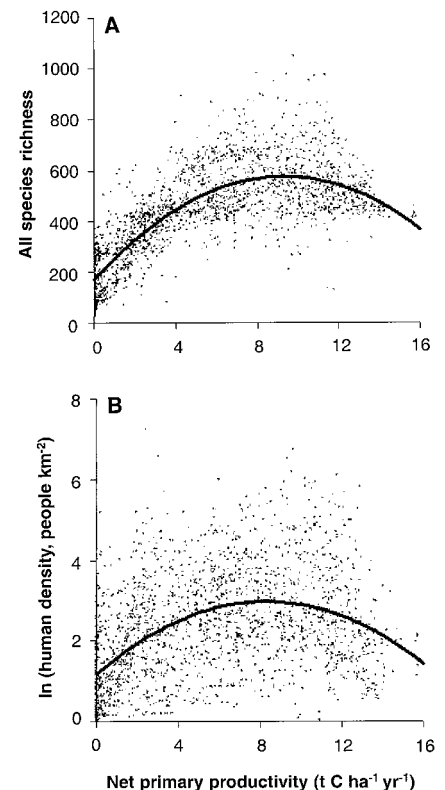 A
1200
1000
800
600
400
200
0
All species richness
0 4 8 12 16
B
8
6
4
2
0
ln (human density, people km⁻²)
0 4 8 12 16
Net primary productivity (t C ha⁻¹ yr⁻¹)